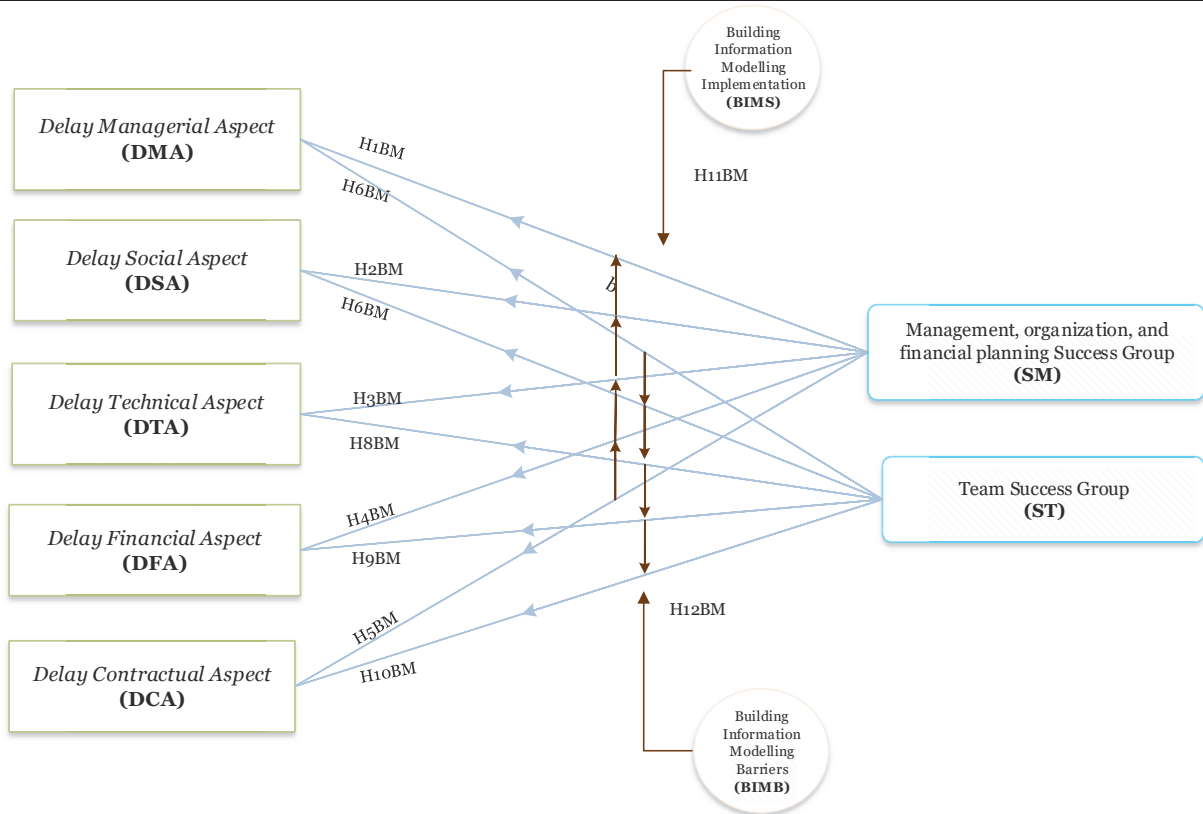 Building
Information
Modelling
Implementation
(BIMS)
Delay Managerial Aspect
(DMA)
H1BM
H11BM
H6BM
Delay Social Aspect
(DSA)
H2BM
b
H6BM
Management, organization, and
financial planning Success Group
(SM)
Delay Technical Aspect
(DTA)
H3BM
H8BM
Team Success Group
(ST)
H4BM
Delay Financial Aspect
(DFA)
H9BM
H12BM
H5BM
Delay Contractual Aspect
(DCA)
H10BM
Building
Information
Modelling
Barriers
(BIMB)